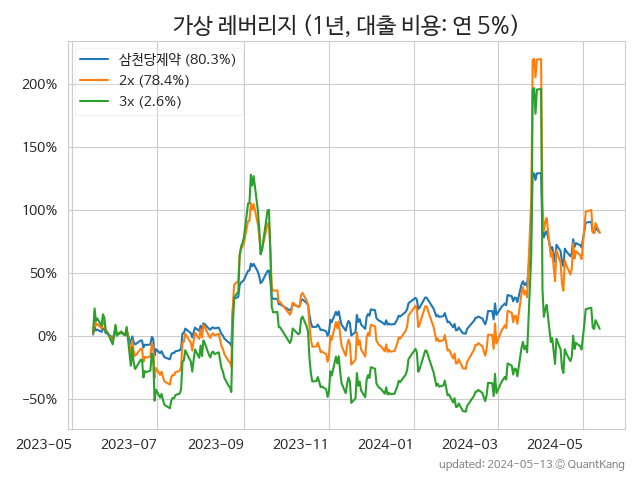 가상 레버리지 (1년, 대출 비용: 연 5%)
삼천당제약 (80.3%)
2x (78.4%)
3x (2.6%)
200%
150%
100%
50%
0%
−50%
2023-05 2023-07 2023-09 2023-11 2024-01 2024-03 2024-05
updated: 2024-05-13 ⓒ QuantKang